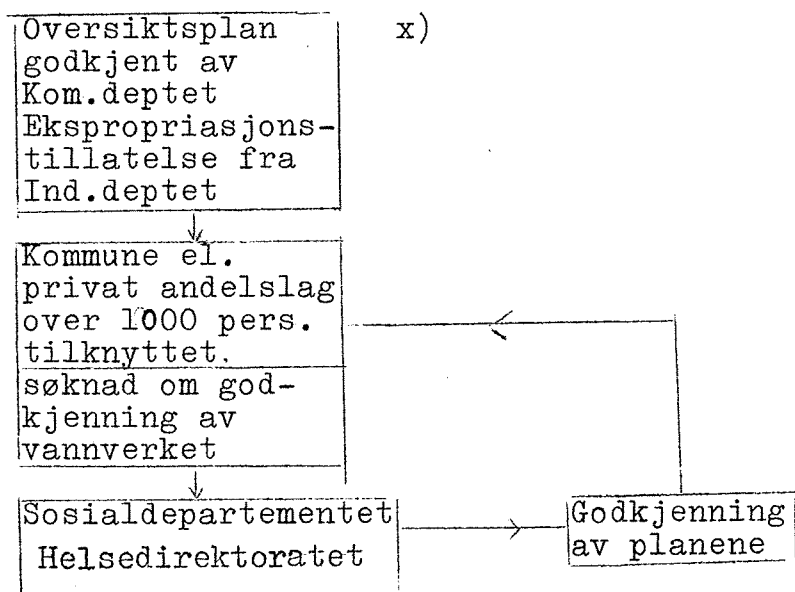 Oversiktsplan x)
godkjent av
Kom.deptet
Ekspropriasjons-
tillatelse fra
Ind.deptet
Kommune el.
privat andelslag
over 1000 pers.
tilknyttet.
søknad om god-
kjenning av
vannverket
Sosialdepartementet
Helsedirektoratet
Godkjenning
av planene